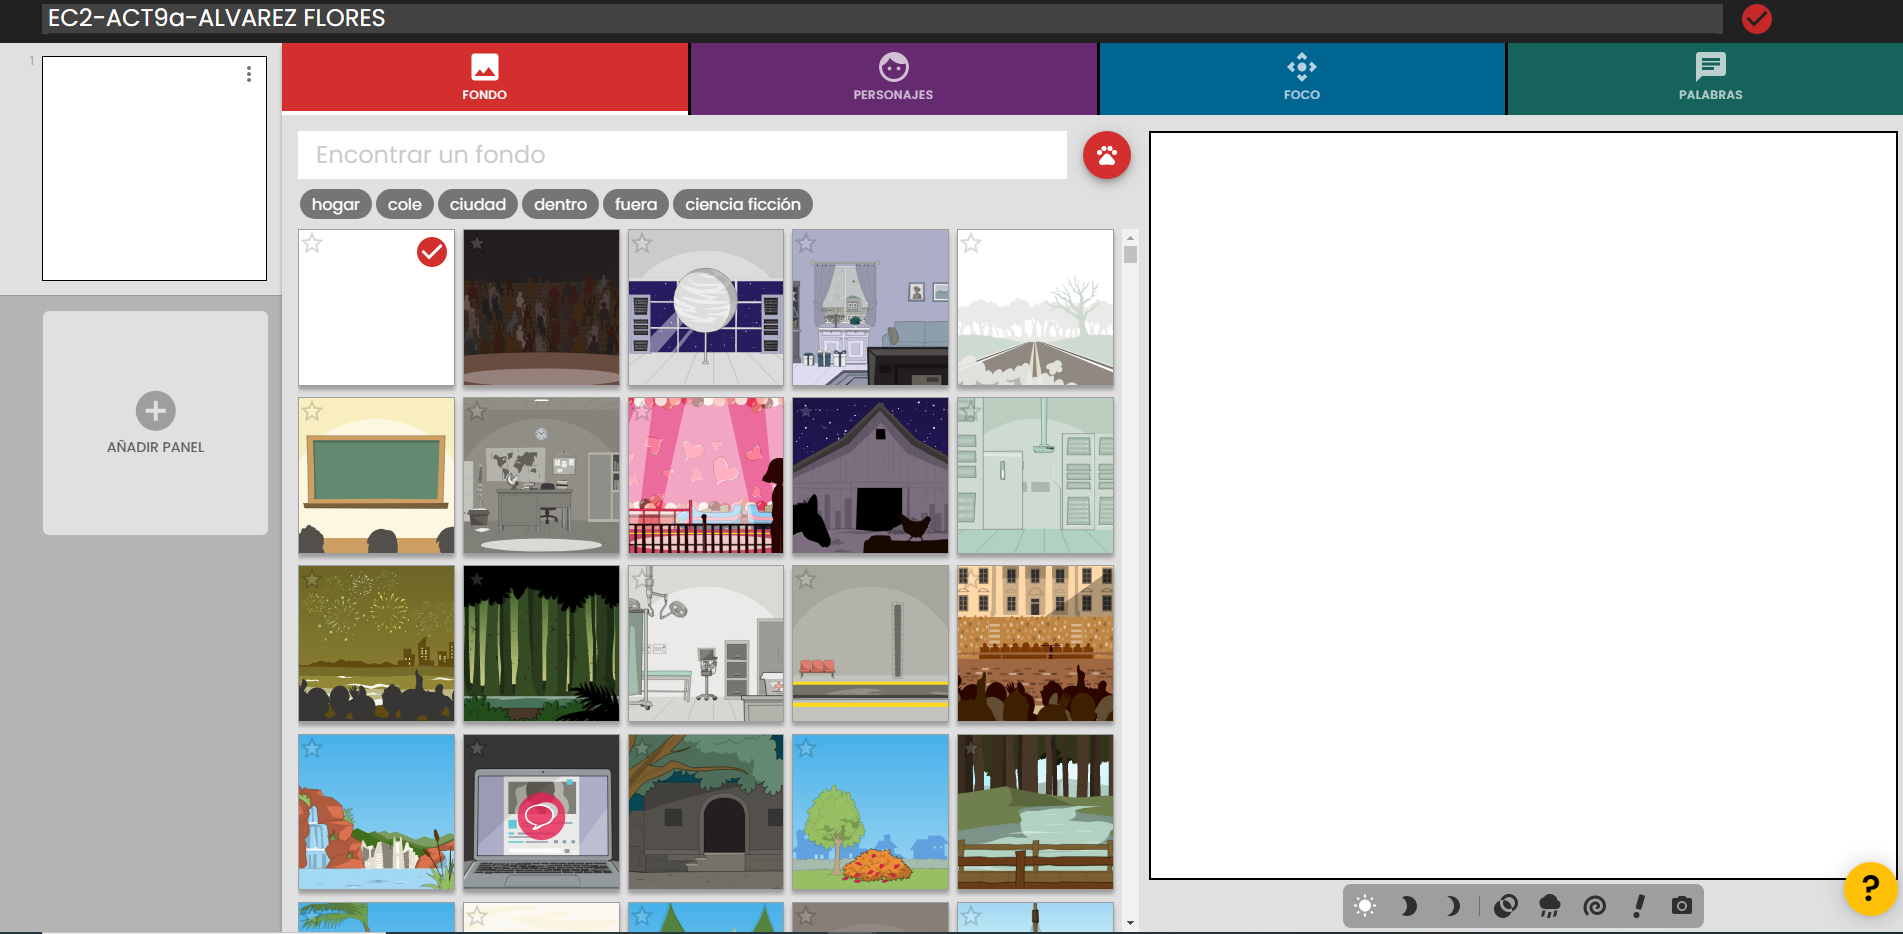 EC2-ACT9a-ALVAREZ FLORES
1
FONDO
PERSONAJES
FOCO
PALABRAS
Encontrar un fondo
hogar cole ciudad dentro fuera ciencia ficción
AÑADIR PANEL
?